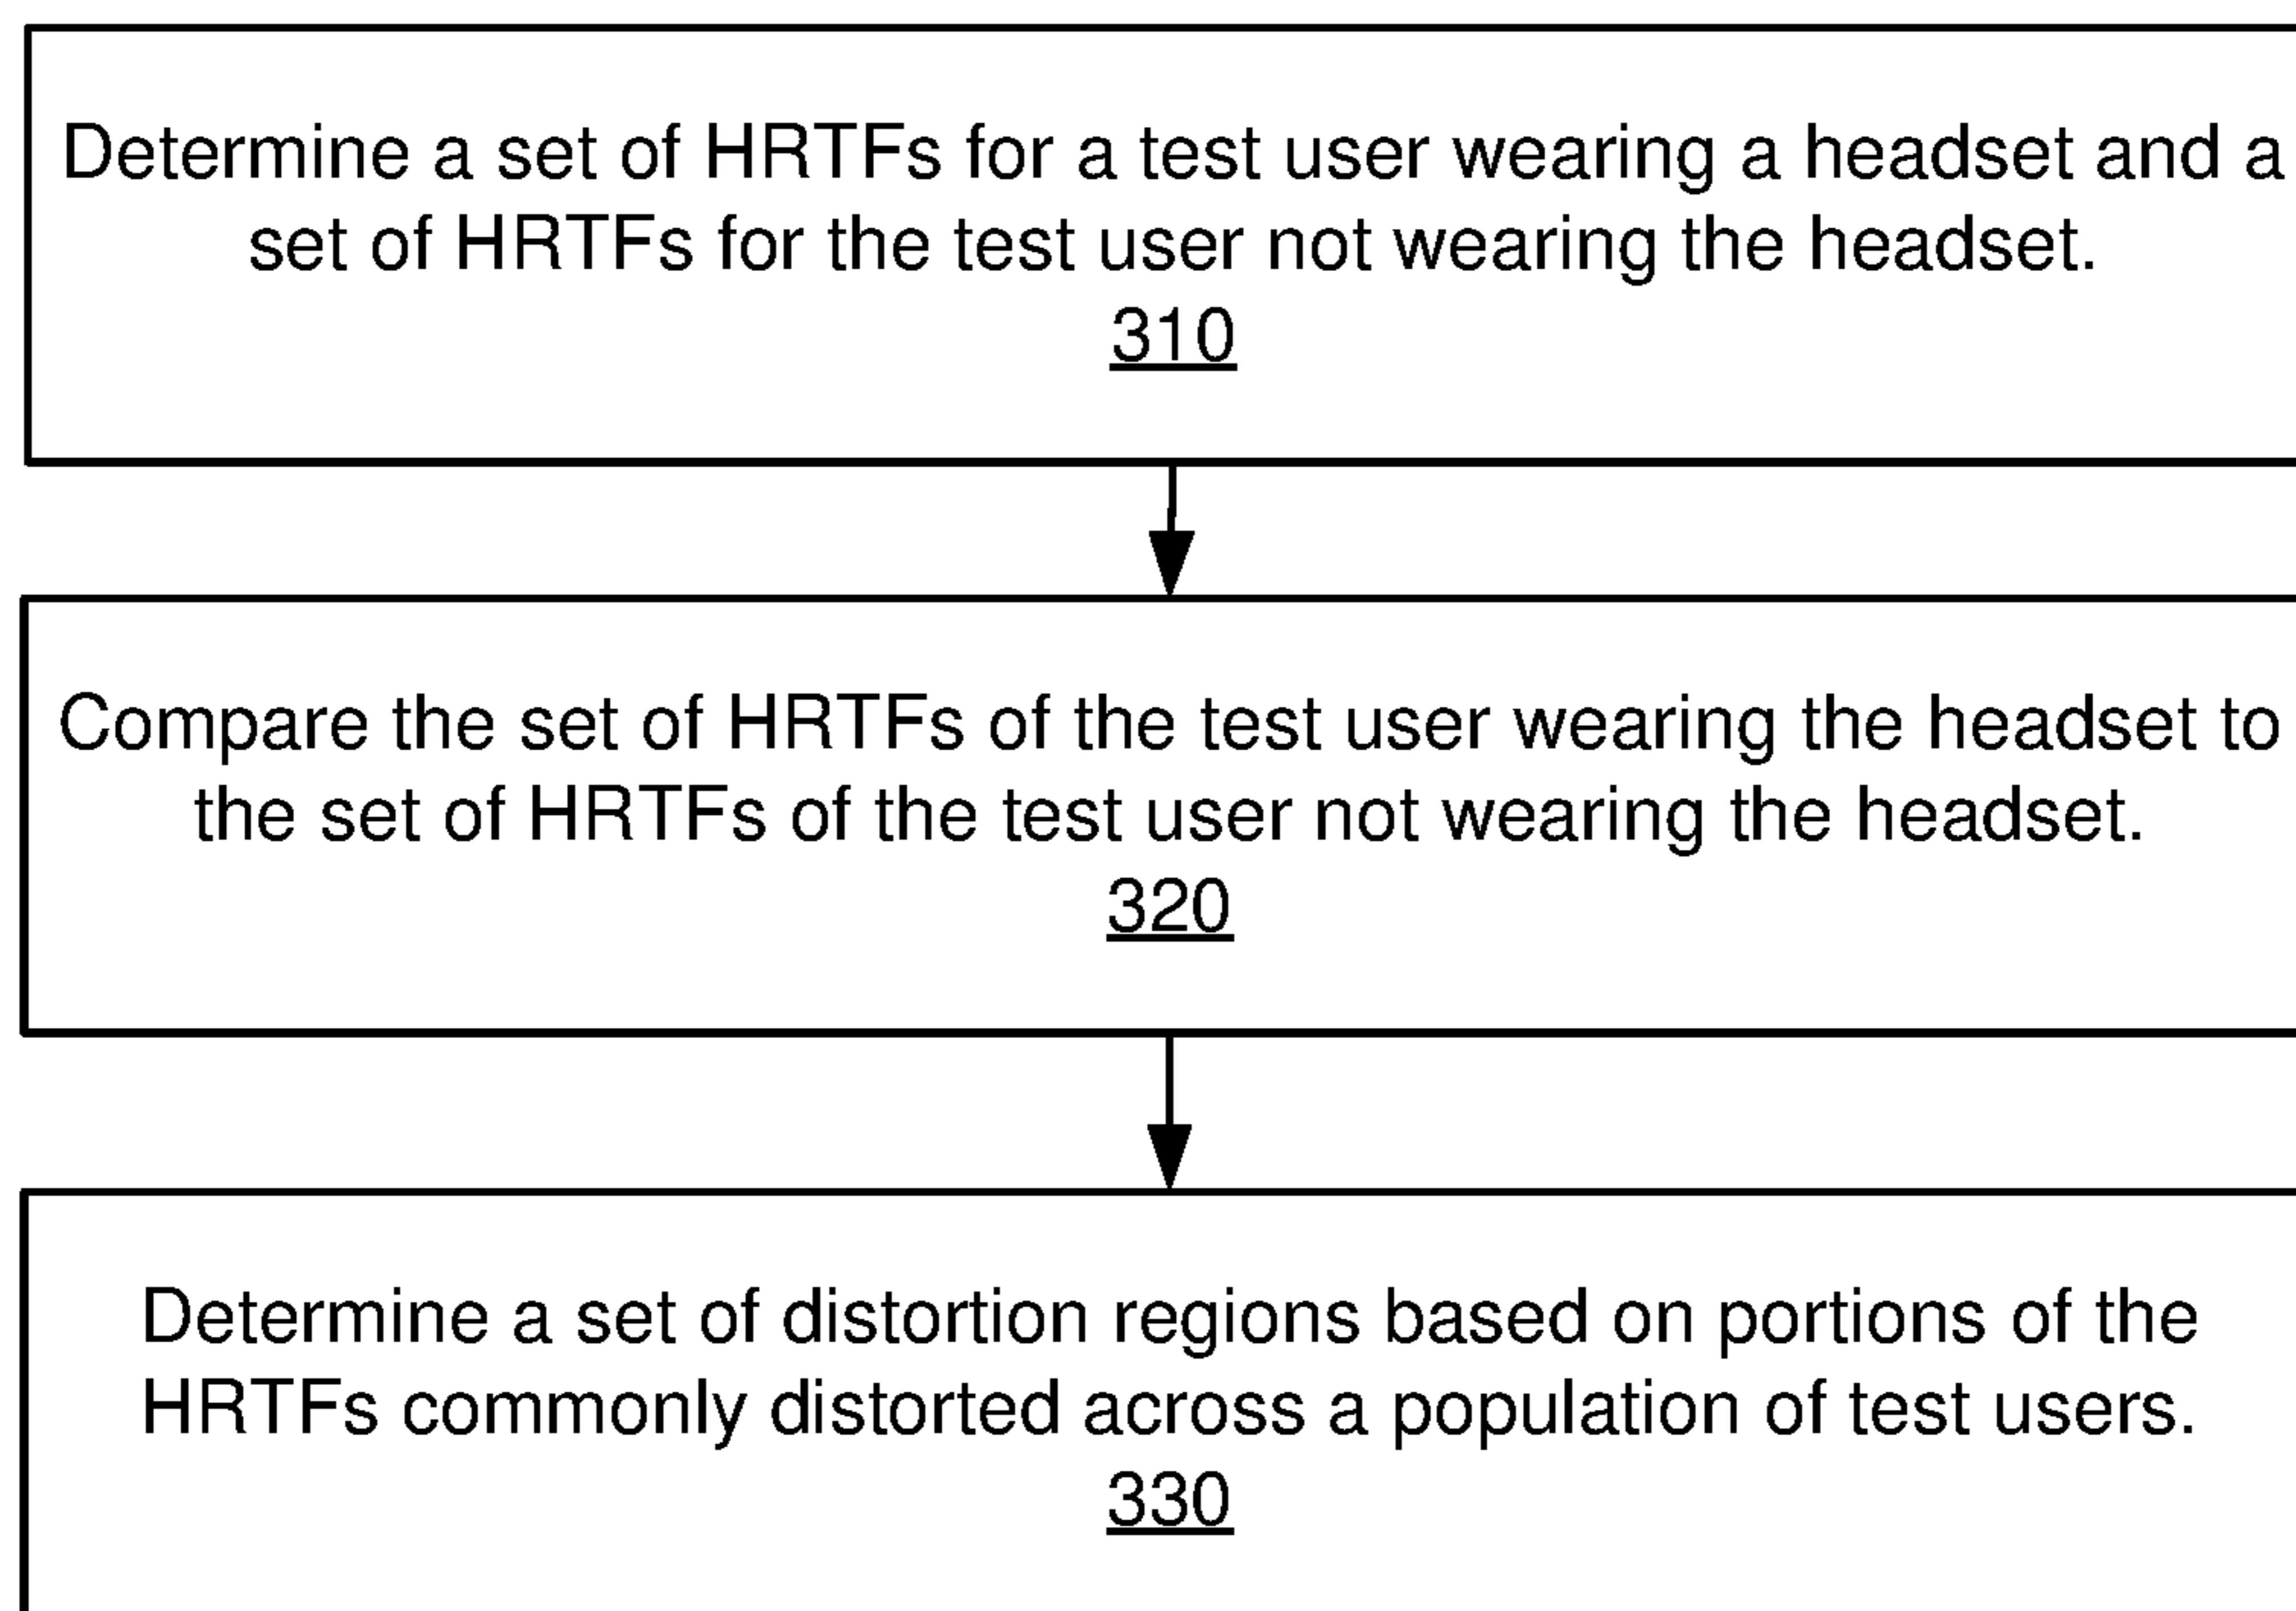 Determine a set of HRTFs for a test user wearing a headset and a
set of HRTFs for the test user not wearing the headset.
310
Compare the set of HRTFs of the test user wearing the headset to
the set of HRTFs of the test user not wearing the headset.
320
Determine a set of distortion regions based on portions of the
HRTFs commonly distorted across a population of test users.
330